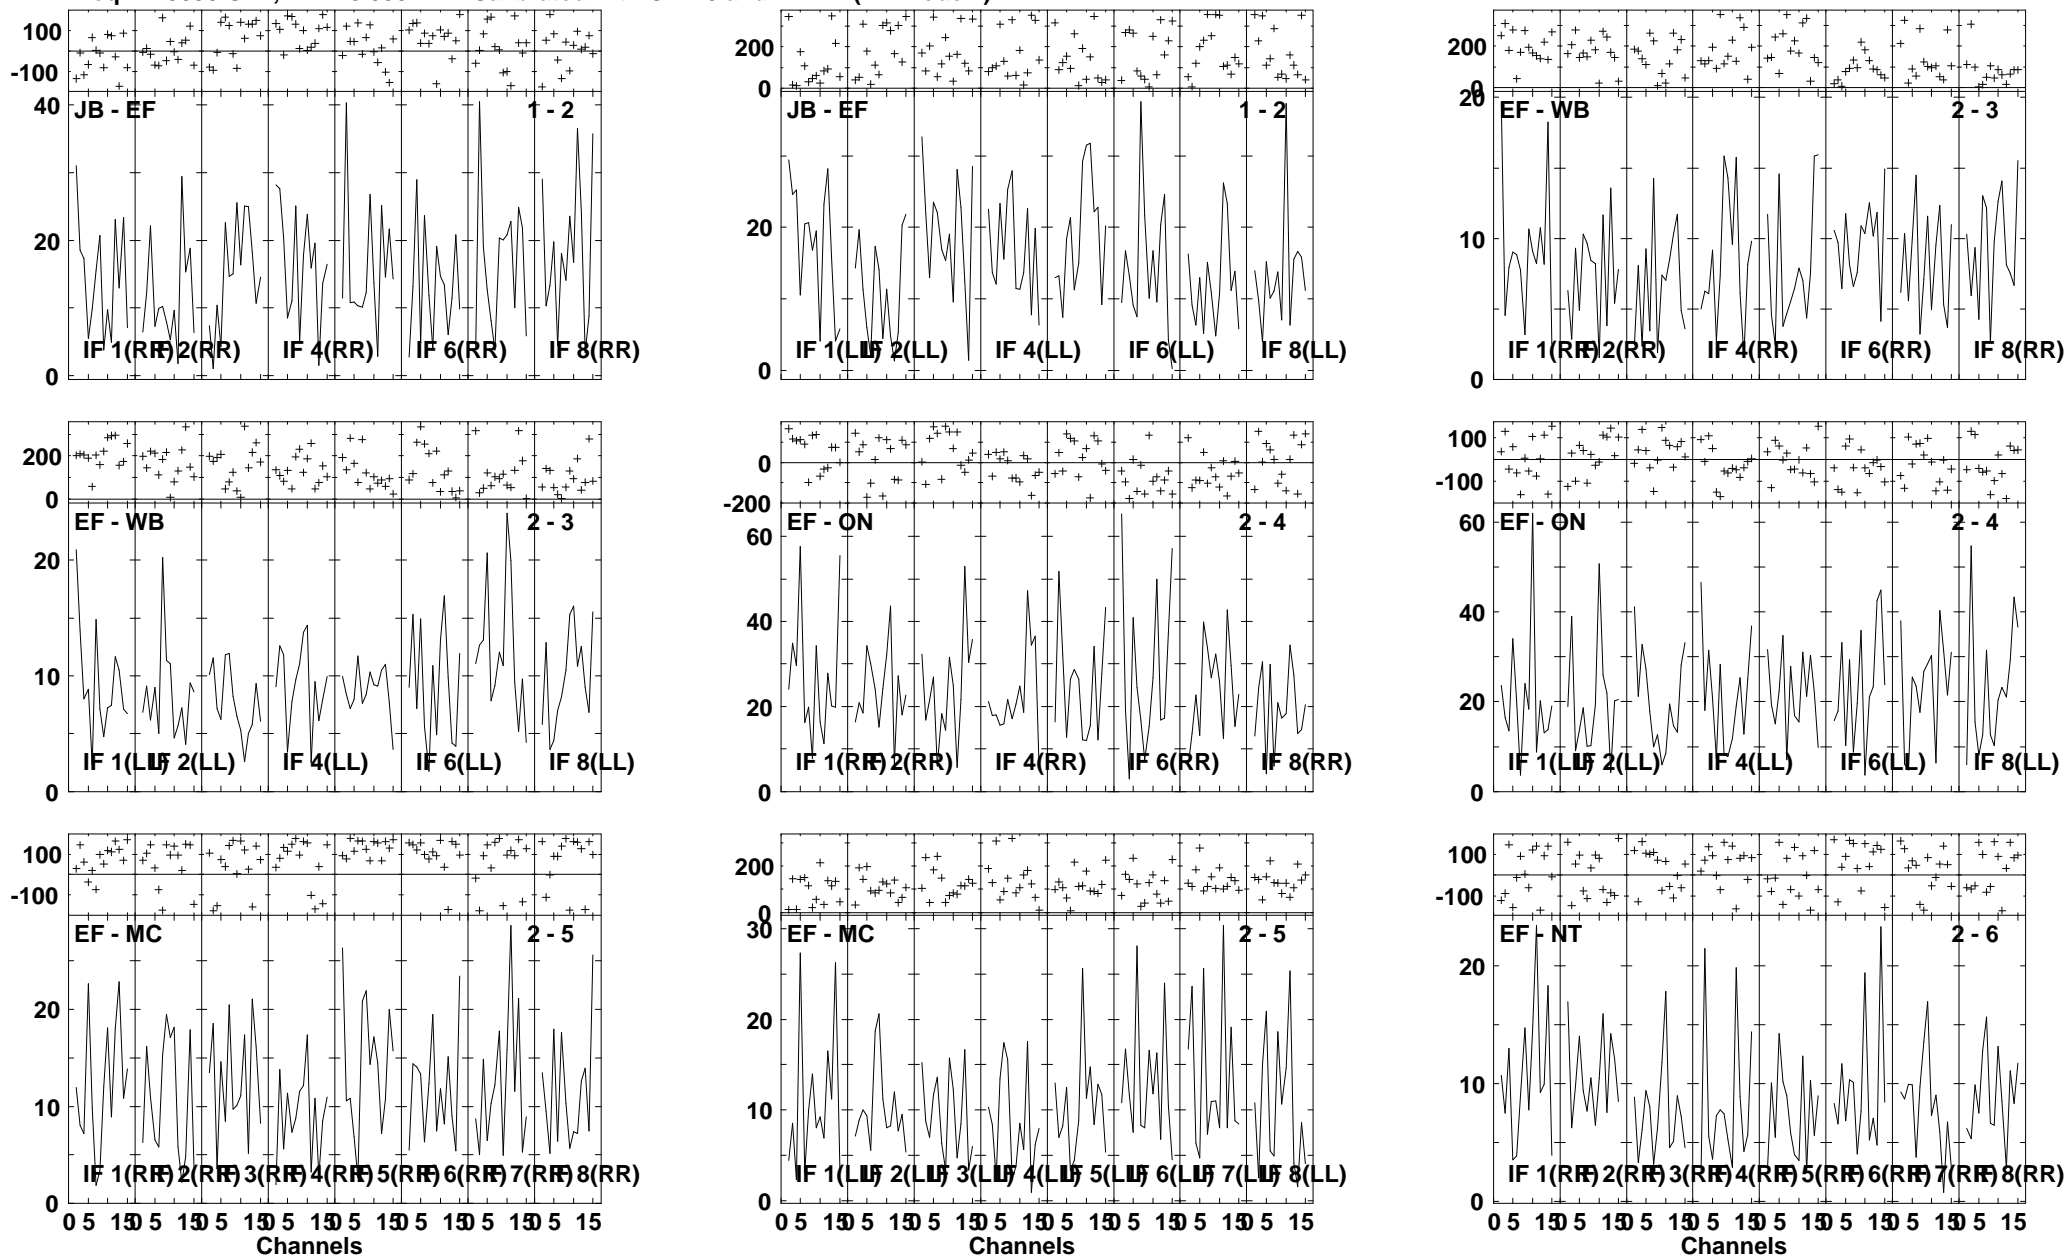 100
-100
40
20
0
JB - EF 1 - 2
IF 1(RR) IF 2(RR) IF 4(RR) IF 6(RR) IF 8(RR)
200
0
20
0
JB - EF 1 - 2
IF 1(LL) IF 2(LL) IF 4(LL) IF 6(LL) IF 8(LL)
200
0
20
10
0
EF - WB 2 - 3
IF 1(RR) IF 2(RR) IF 4(RR) IF 6(RR) IF 8(RR)
200
0
20
10
0
EF - WB 2 - 3
IF 1(LL) IF 2(LL) IF 4(LL) IF 6(LL) IF 8(LL)
0
-200
60
40
20
0
EF - ON 2 - 4
IF 1(RR) IF 2(RR) IF 4(RR) IF 6(RR) IF 8(RR)
100
-100
60
40
20
0
EF - ON 2 - 4
IF 1(LL) IF 2(LL) IF 4(LL) IF 6(LL) IF 8(LL)
100
-100
20
10
0
EF - MC 2 - 5
IF 1(RR) IF 2(RR) IF 3(RR) IF 4(RR) IF 5(RR) IF 6(RR) IF 7(RR) IF 8(RR)
0 5 15 0 5 15 0 5 15 0 5 15 0 5 15 0 5 15 0 5 15 0 5 15
Channels
200
0
30
20
10
0
EF - MC 2 - 5
IF 1(LL) IF 2(LL) IF 3(LL) IF 4(LL) IF 5(LL) IF 6(LL) IF 7(LL) IF 8(LL)
0 5 15 0 5 15 0 5 15 0 5 15 0 5 15 0 5 15 0 5 15 0 5 15
100
-100
20
10
0
EF - NT 2 - 6
IF 1(RR) IF 2(RR) IF 3(RR) IF 4(RR) IF 5(RR) IF 6(RR) IF 7(RR) IF 8(RR)
0 5 15 0 5 15 0 5 15 0 5 15 0 5 15 0 5 15 0 5 15 0 5 15
Channels